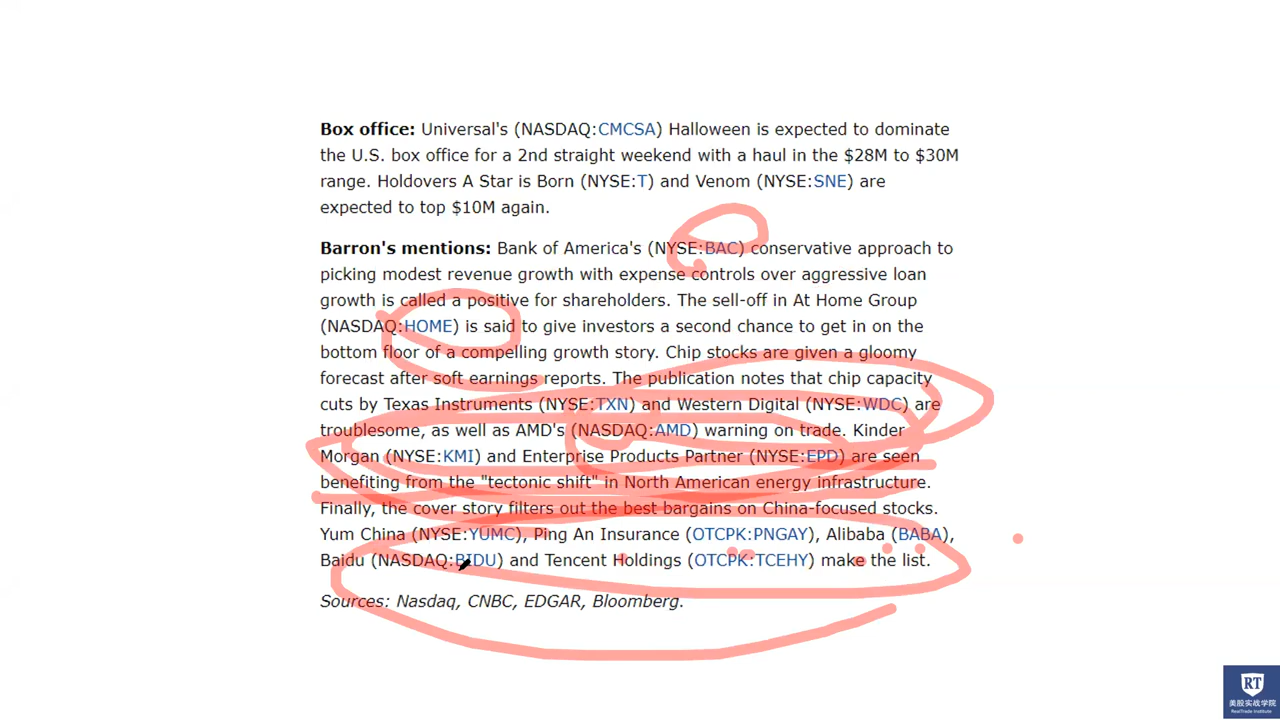 Box office: Universal's (NASDAQ:CMCSA) Halloween is expected to dominate
the U.S. box office for a 2nd straight weekend with a haul in the $28M to $30M
range. Holdovers A Star is Born (NYSE:T) and Venom (NYSE:SNE) are
expected to top $10M again.
Barron's mentions: Bank of America's (NYSE:BAC) conservative approach to
picking modest revenue growth with expense controls over aggressive loan
growth is called a positive for shareholders. The sell-off in At Home Group
(NASDAQ:HOME) is said to give investors a second chance to get in on the
bottom floor of a compelling growth story. Chip stocks are given a gloomy
forecast after soft earnings reports. The publication notes that chip capacity
cuts by Texas Instruments (NYSE:TXN) and Western Digital (NYSE:WDC) are
troublesome, as well as AMD's (NASDAQ:AMD) warning on trade. Kinder
Morgan (NYSE:KMI) and Enterprise Products Partner (NYSE:EPD) are seen
benefiting from the "tectonic shift" in North American energy infrastructure.
Finally, the cover story filters out the best bargains on China-focused stocks.
Yum China (NYSE:YUMC), Ping An Insurance (OTCPK:PNGAY), Alibaba (BABA),
Baidu (NASDAQ:BIDU) and Tencent Holdings (OTCPK:TCEHY) make the list.
Sources: Nasdaq, CNBC, EDGAR, Bloomberg.
RT
美股实战学院
RealTrade Institute